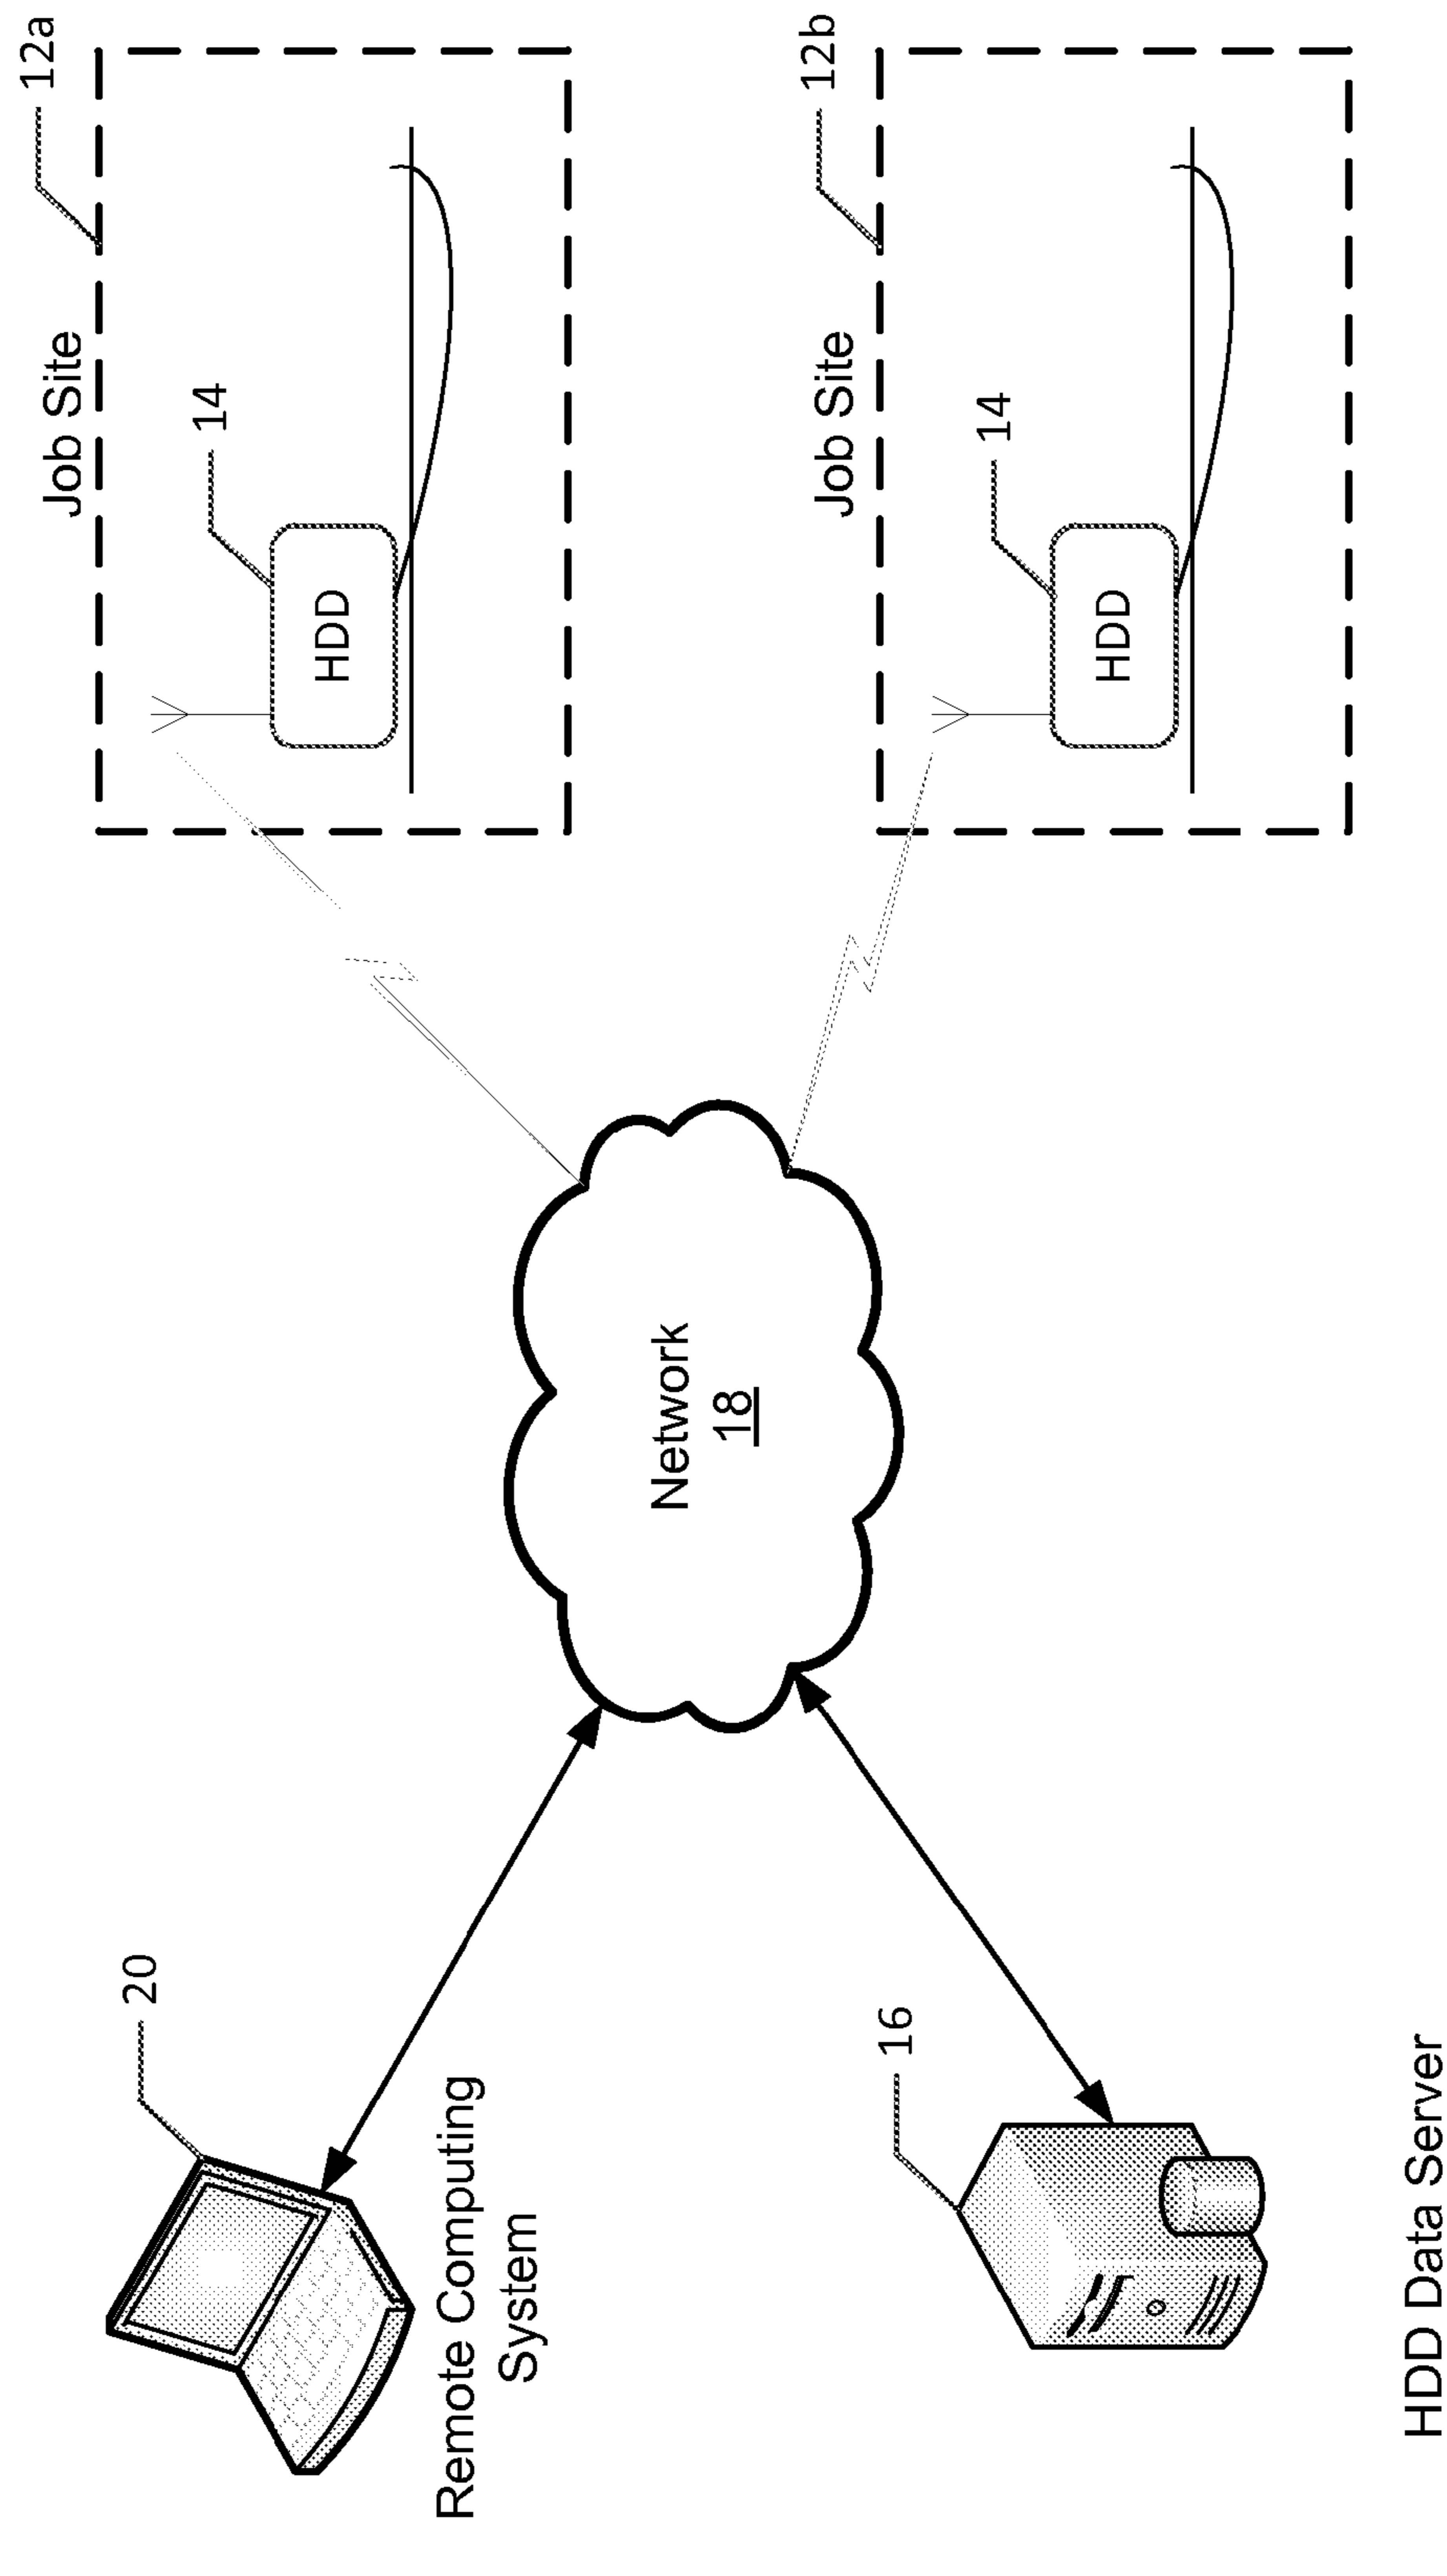 12a
Job Site
14
HDD
12b
Job Site
14
HDD
Network
18
20
Remote Computing
System
16
HDD Data Server